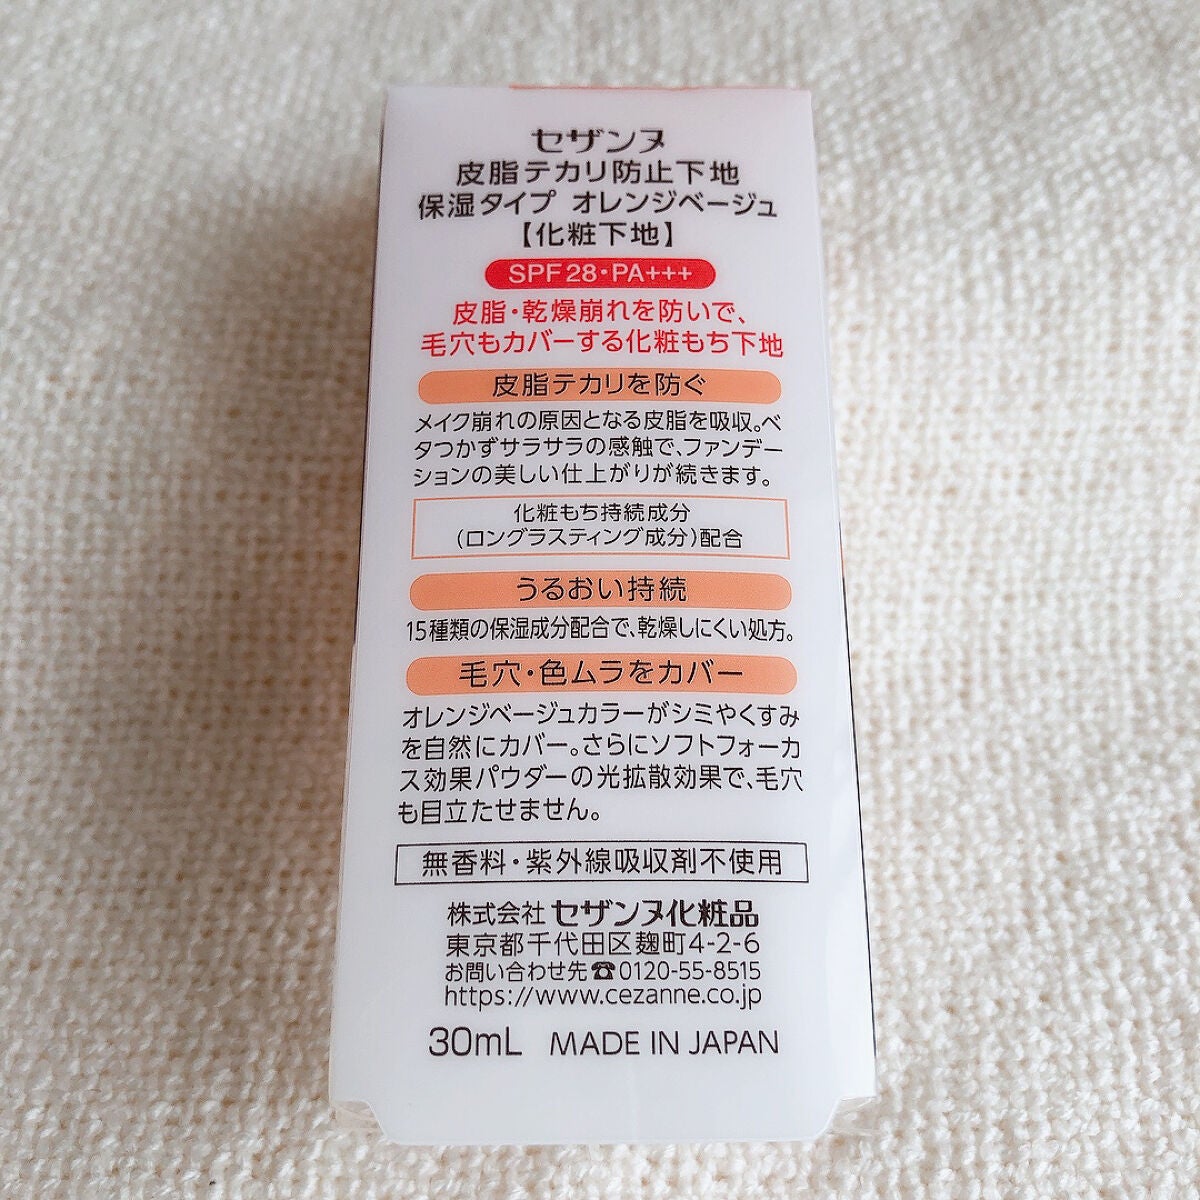 セザンヌ
皮脂テカリ防止下地
保湿タイプ オレンジベージュ
【化粧下地】
SPF28・PA+++
皮脂・乾燥崩れを防いで、
毛穴もカバーする化粧もち下地
皮脂テカリを防ぐ
メイク崩れの原因となる皮脂を吸収。ベ
タつかずサラサラの感触で、ファンデー
ションの美しい仕上がりが続きます。
化粧もち持続成分
(ロングラスティング成分)配合
うるおい持続
15種類の保湿成分配合で、乾燥しにくい処方。
毛穴・色ムラをカバー
オレンジベージュカラーがシミやくすみ
を自然にカバー。さらにソフトフォーカ
ス効果パウダーの光拡散効果で、毛穴
も目立たせません。
無香料・紫外線吸収剤不使用
株式会社 セザンヌ化粧品
東京都千代田区麹町4-2-6
お問い合わせ先☎0120-55-8515
https://www.cezanne.co.jp
30mL MADE IN JAPAN